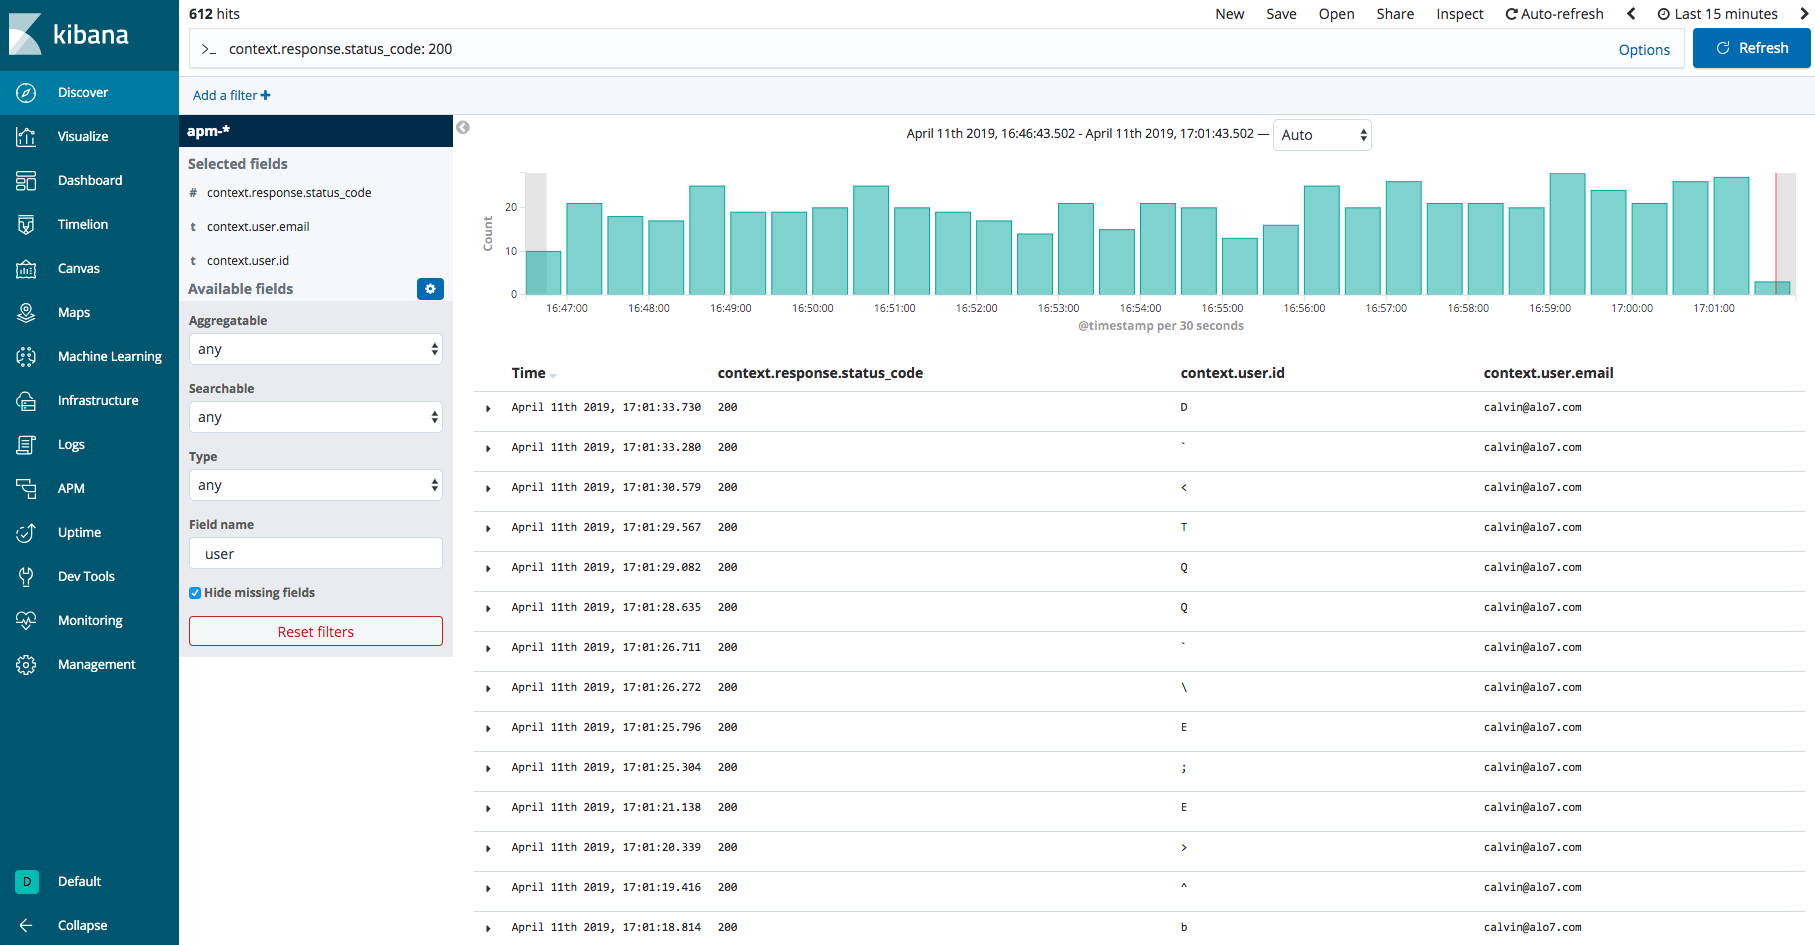 kibana
Discover
Visualize
Dashboard
Timelion
Canvas
Maps
Machine Learning
Infrastructure
Logs
APM
Uptime
Dev Tools
Monitoring
Management
D Default
Collapse
612 hits
New Save Open Share Inspect Auto-refresh Last 15 minutes
>_ context.response.status_code: 200 Options Refresh
Add a filter +
apm-*
Selected fields
# context.response.status_code
t context.user.email
t context.user.id
Available fields
Aggregatable
any
Searchable
any
Type
any
Field name
user
Hide missing fields
Reset filters
April 11th 2019, 16:46:43.502 - April 11th 2019, 17:01:43.502 — Auto
Count
20
10
0
16:47:00 16:48:00 16:49:00 16:50:00 16:51:00 16:52:00 16:53:00 16:54:00 16:55:00 16:56:00 16:57:00 16:58:00 16:59:00 17:00:00 17:01:00
@timestamp per 30 seconds
Time context.response.status_code context.user.id context.user.email
April 11th 2019, 17:01:33.730 200 D calvin@alo7.com
April 11th 2019, 17:01:33.280 200 ` calvin@alo7.com
April 11th 2019, 17:01:30.579 200 < calvin@alo7.com
April 11th 2019, 17:01:29.567 200 T calvin@alo7.com
April 11th 2019, 17:01:29.082 200 Q calvin@alo7.com
April 11th 2019, 17:01:28.635 200 Q calvin@alo7.com
April 11th 2019, 17:01:26.711 200 ` calvin@alo7.com
April 11th 2019, 17:01:26.272 200 \ calvin@alo7.com
April 11th 2019, 17:01:25.796 200 E calvin@alo7.com
April 11th 2019, 17:01:25.304 200 ; calvin@alo7.com
April 11th 2019, 17:01:21.138 200 E calvin@alo7.com
April 11th 2019, 17:01:20.339 200 > calvin@alo7.com
April 11th 2019, 17:01:19.416 200 ^ calvin@alo7.com
April 11th 2019, 17:01:18.814 200 b calvin@alo7.com